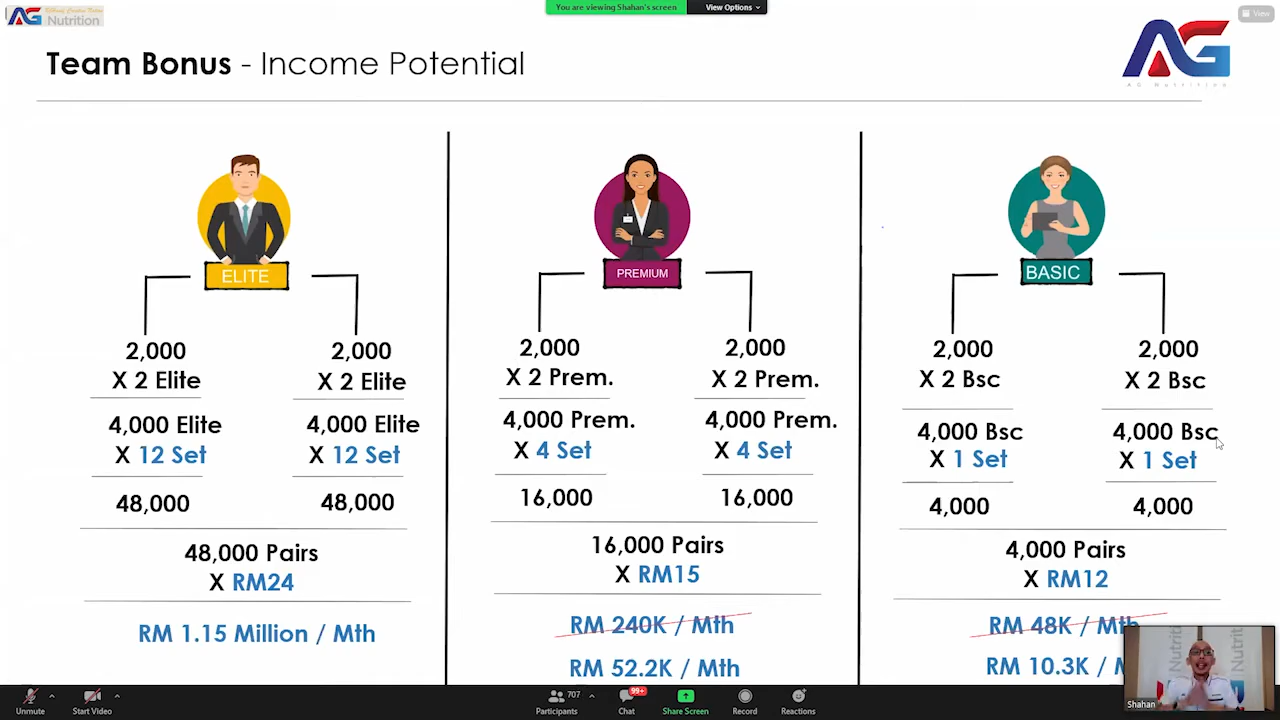 AG
Nutrition
You are viewing Shahan's screen
View Options
View
Team Bonus - Income Potential
AG
AG Nutrition
ELITE
2,000
X 2 Elite
4,000 Elite
X 12 Set
48,000
2,000
X 2 Elite
4,000 Elite
X 12 Set
48,000
48,000 Pairs
X RM24
RM 1.15 Million / Mth
PREMIUM
2,000
X 2 Prem.
4,000 Prem.
X 4 Set
16,000
2,000
X 2 Prem.
4,000 Prem.
X 4 Set
16,000
16,000 Pairs
X RM15
RM 240K / Mth
RM 52.2K / Mth
BASIC
2,000
X 2 Bsc
4,000 Bsc
X 1 Set
4,000
2,000
X 2 Bsc
4,000 Bsc
X 1 Set
4,000
4,000 Pairs
X RM12
RM 48K / Mth
RM 10.3K /
Shahan
Unmute
Start Video
Participants
707
Chat
99+
Share Screen
Record
Reactions